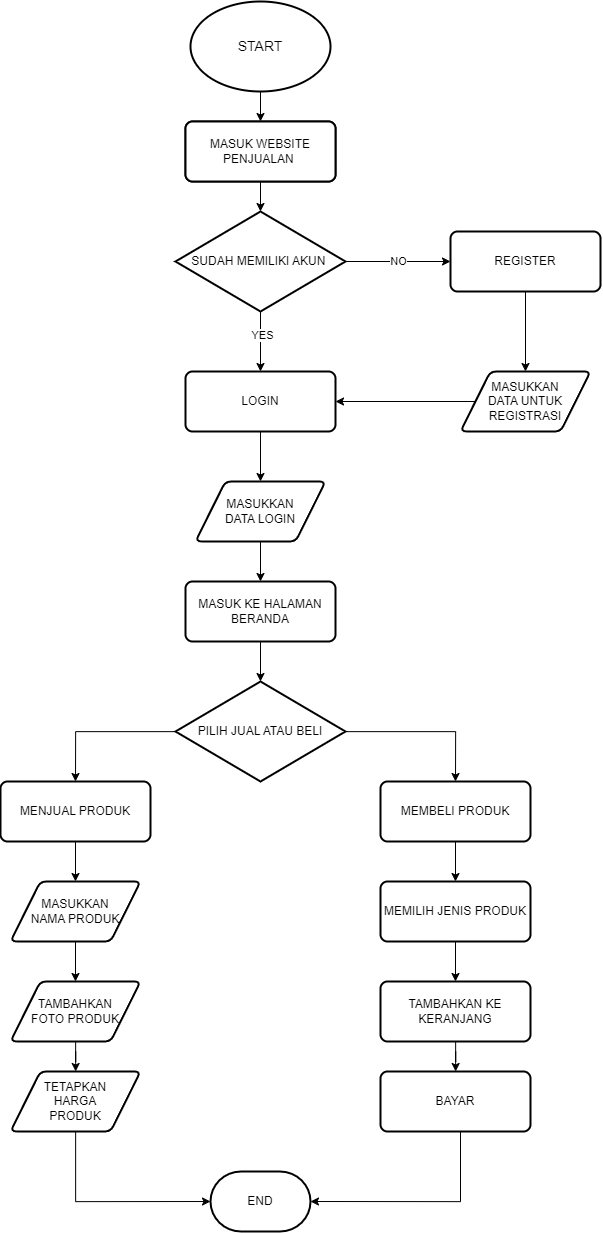 START
MASUK WEBSITE
PENJUALAN
SUDAH MEMILIKI AKUN
NO
REGISTER
YES
MASUKKAN
DATA UNTUK
REGISTRASI
LOGIN
MASUKKAN
DATA LOGIN
MASUK KE HALAMAN
BERANDA
PILIH JUAL ATAU BELI
MENJUAL PRODUK
MASUKKAN
NAMA PRODUK
TAMBAHKAN
FOTO PRODUK
TETAPKAN
HARGA
PRODUK
MEMBELI PRODUK
MEMILIH JENIS PRODUK
TAMBAHKAN KE
KERANJANG
BAYAR
END